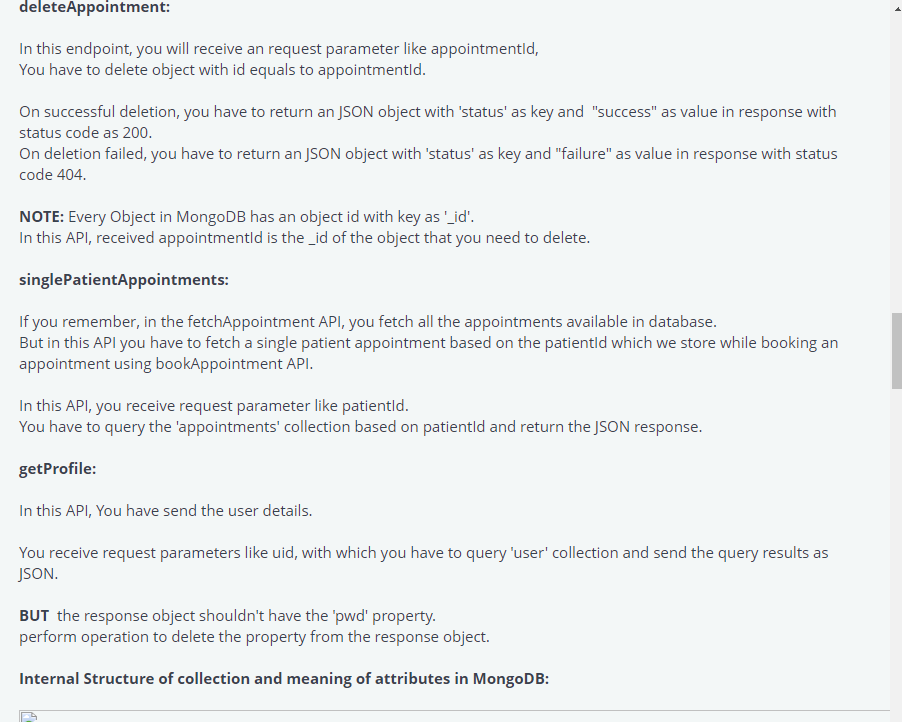 deleteAppointment:
In this endpoint, you will receive an request parameter like appointmentId,
You have to delete object with id equals to appointmentId.
On successful deletion, you have to return an JSON object with 'status' as key and  "success" as value in response with
status code as 200.
On deletion failed, you have to return an JSON object with 'status' as key and "failure" as value in response with status
code 404.
NOTE: Every Object in MongoDB has an object id with key as '_id'.
In this API, received appointmentId is the _id of the object that you need to delete.
singlePatientAppointments:
If you remember, in the fetchAppointment API, you fetch all the appointments available in database.
But in this API you have to fetch a single patient appointment based on the patientId which we store while booking an
appointment using bookAppointment API.
In this API, you receive request parameter like patientId.
You have to query the 'appointments' collection based on patientId and return the JSON response.
getProfile:
In this API, You have send the user details.
You receive request parameters like uid, with which you have to query 'user' collection and send the query results as
JSON.
BUT  the response object shouldn't have the 'pwd' property.
perform operation to delete the property from the response object.
Internal Structure of collection and meaning of attributes in MongoDB: